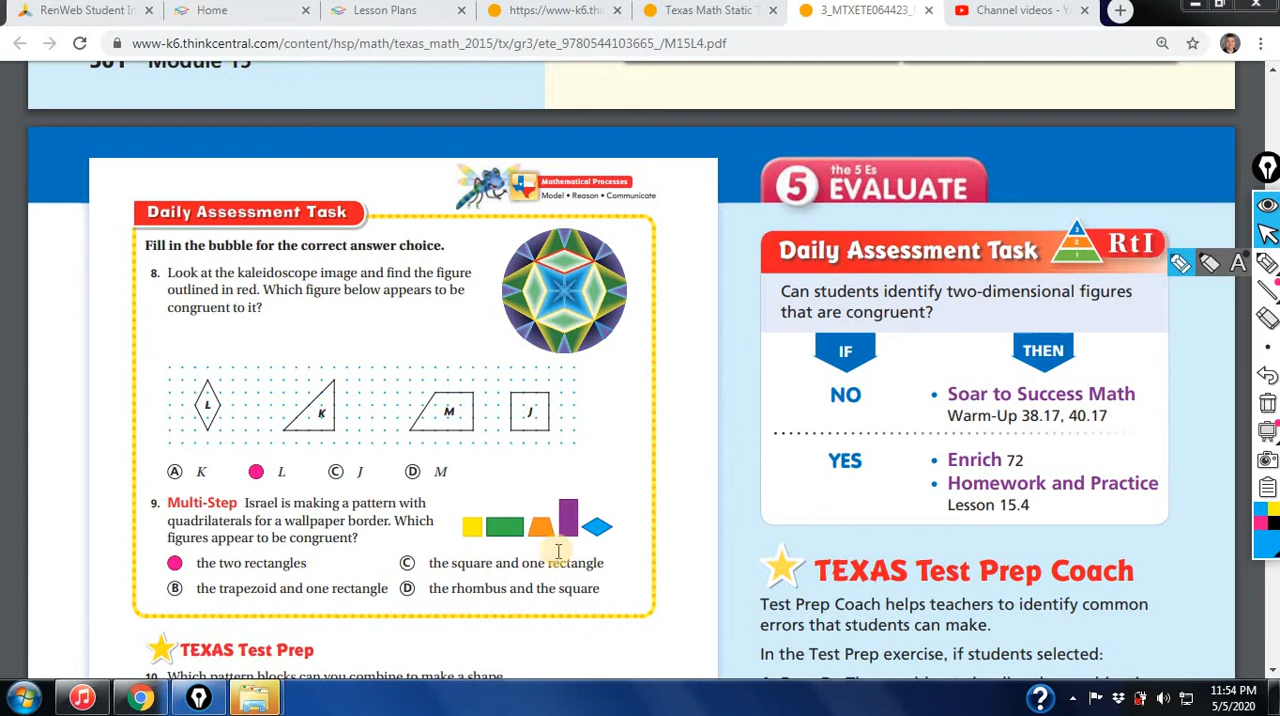 RenWeb Student In
Home
Lesson Plans
https://www-k6.thi
Texas Math Static T
3_MTXETE064423_
Channel videos - Yo
www-k6.thinkcentral.com/content/hsp/math/texas_math_2015/tx/gr3/ete_9780544103665_/M15L4.pdf
Module 15
Mathematical Processes
Model • Reason • Communicate
Daily Assessment Task
Fill in the bubble for the correct answer choice.
8. Look at the kaleidoscope image and find the figure
outlined in red. Which figure below appears to be
congruent to it?
L K M J
A K L C J D M
9. Multi-Step Israel is making a pattern with
quadrilaterals for a wallpaper border. Which
figures appear to be congruent?
the two rectangles C the square and one rectangle
B the trapezoid and one rectangle D the rhombus and the square
TEXAS Test Prep
10. Which pattern blocks can you combine to make a shape
5 the 5 Es
EVALUATE
Daily Assessment Task 3 2 1 RtI
Can students identify two-dimensional figures
that are congruent?
IF THEN
NO • Soar to Success Math
Warm-Up 38.17, 40.17
YES • Enrich 72
• Homework and Practice
Lesson 15.4
TEXAS Test Prep Coach
Test Prep Coach helps teachers to identify common
errors that students can make.
In the Test Prep exercise, if students selected:
A
11:54 PM
5/5/2020